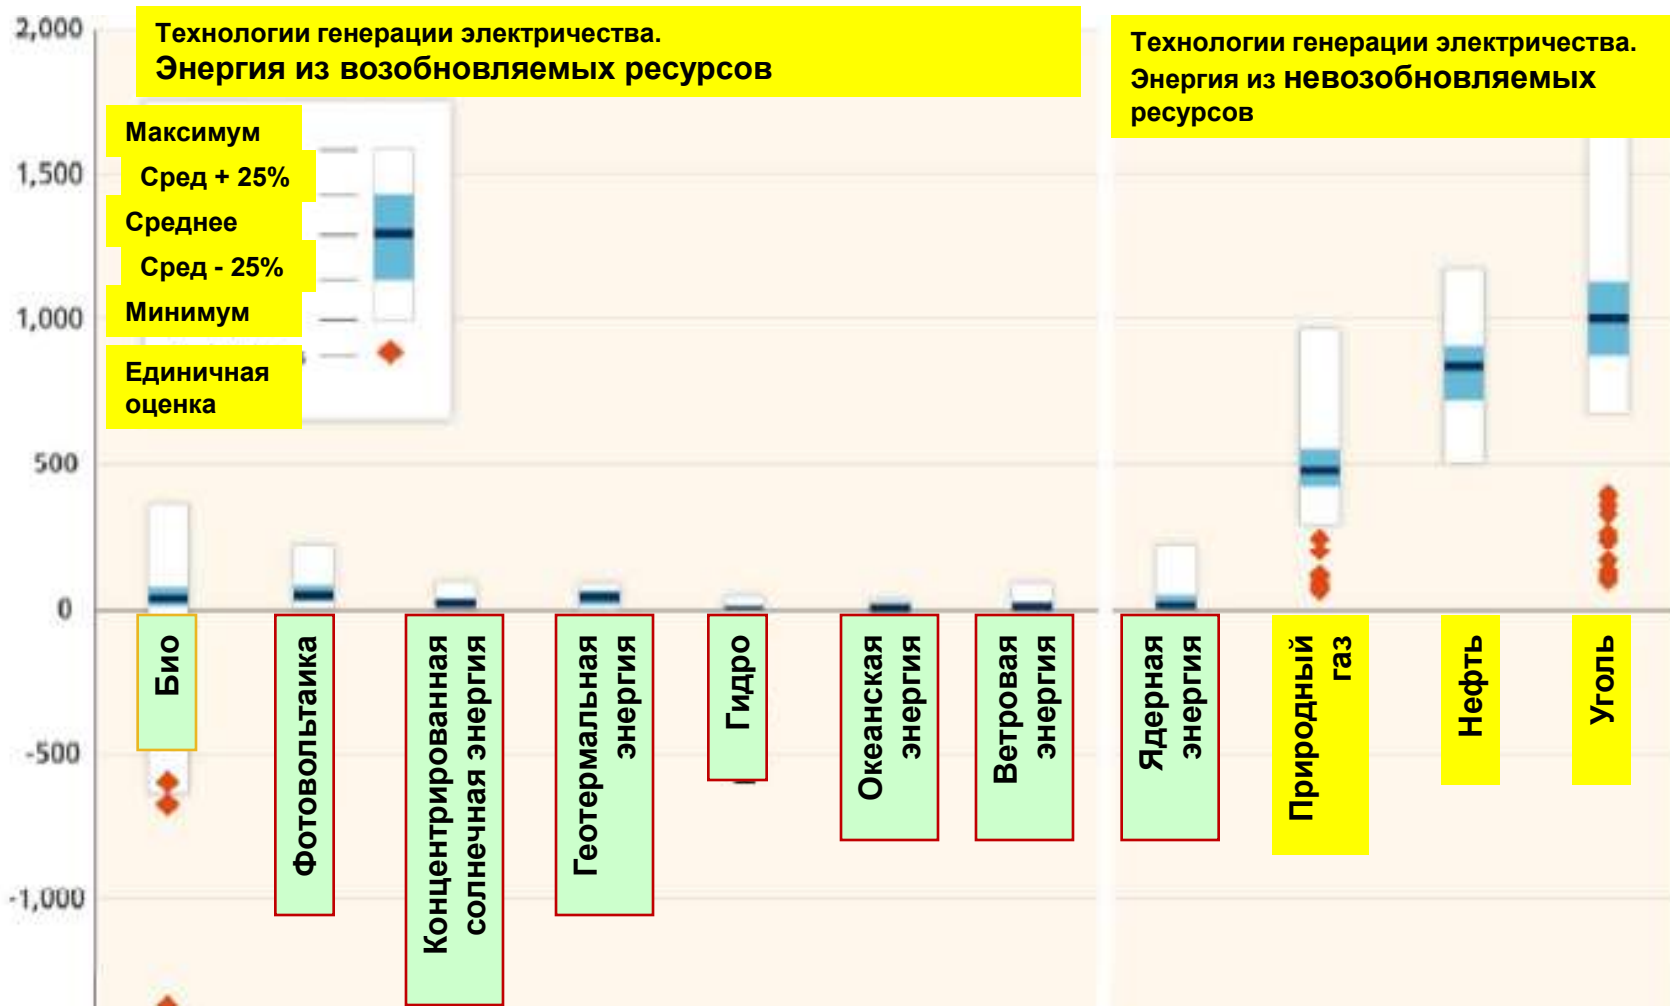 Технологии генерации электричества.
Энергия из возобновляемых ресурсов
Технологии генерации электричества.
Энергия из невозобновляемых
ресурсов
2,000
1,500
1,000
500
0
-500
-1,000
Максимум
Сред + 25%
Среднее
Сред - 25%
Минимум
Единичная
оценка
Био
Фотовольтаика
Концентрированная
солнечная энергия
Геотермальная
энергия
Гидро
Океанская
энергия
Ветровая
энергия
Ядерная
энергия
Природный
газ
Нефть
Уголь